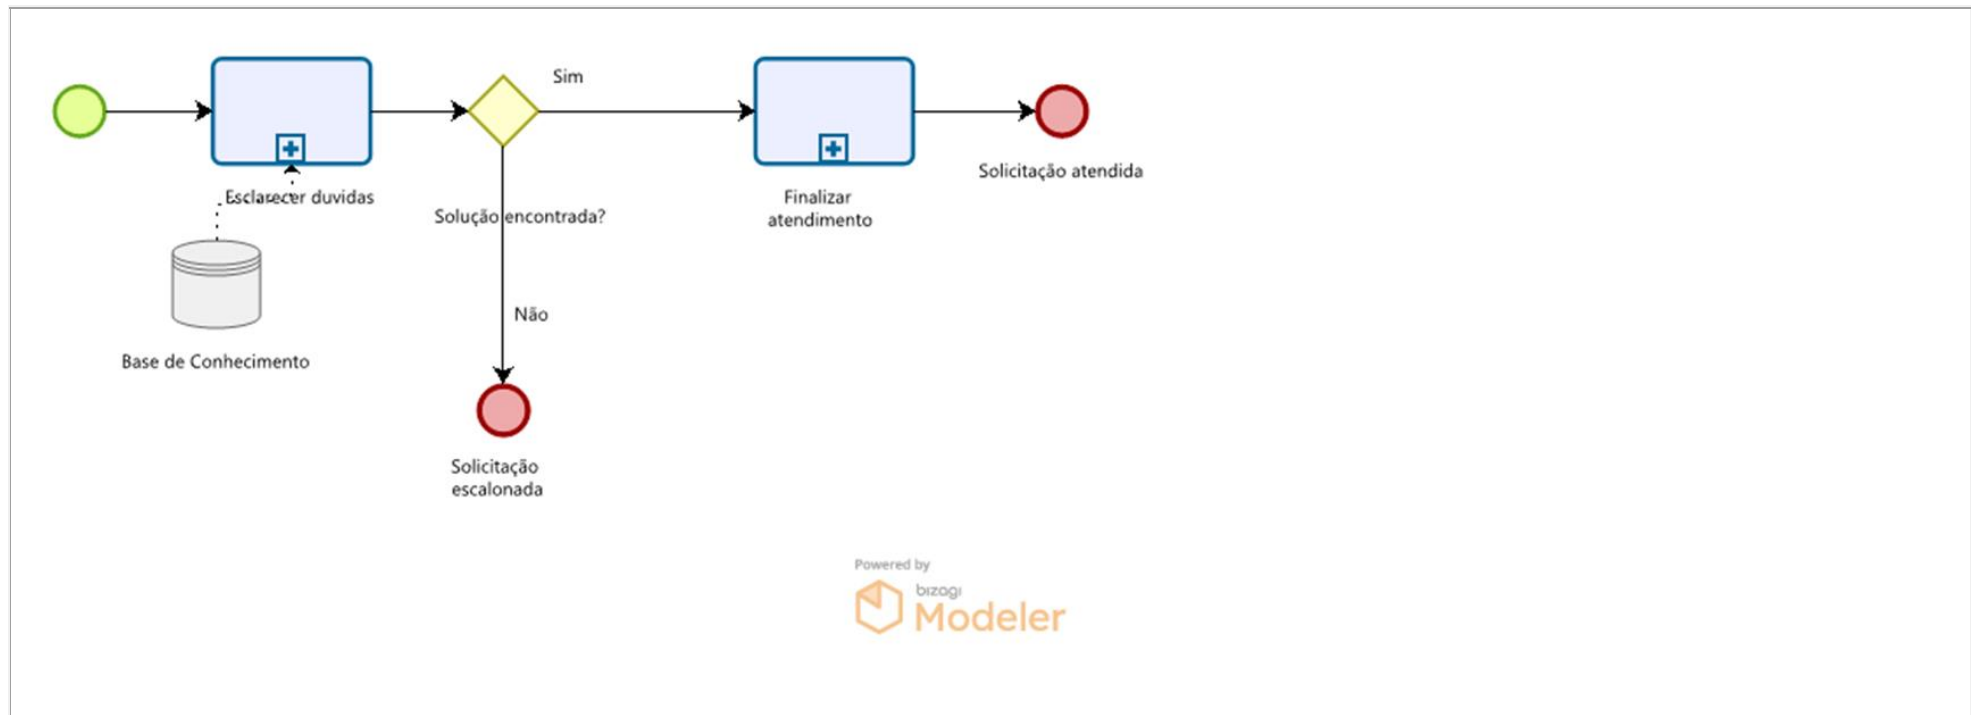 Sim
Esclarecer duvidas
Solução encontrada?
Finalizar
atendimento
Solicitação atendida
Não
Base de Conhecimento
Solicitação
escalonada
Powered by
bizagi
Modeler